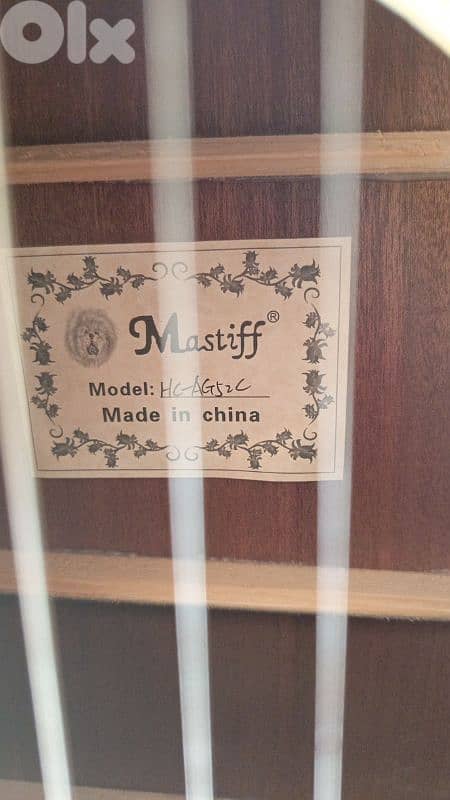 OLX
Mastiff®
Model: HC-AG52C
Made in china